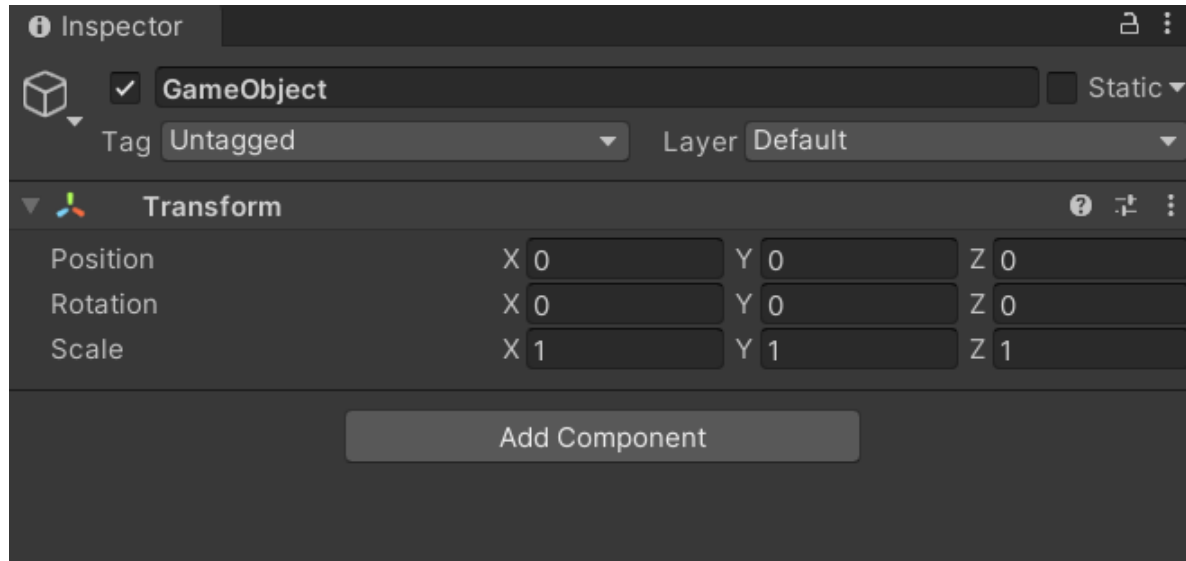 Inspector
GameObject Static
Tag Untagged Layer Default
Transform
Position X 0 Y 0 Z 0
Rotation X 0 Y 0 Z 0
Scale X 1 Y 1 Z 1
Add Component